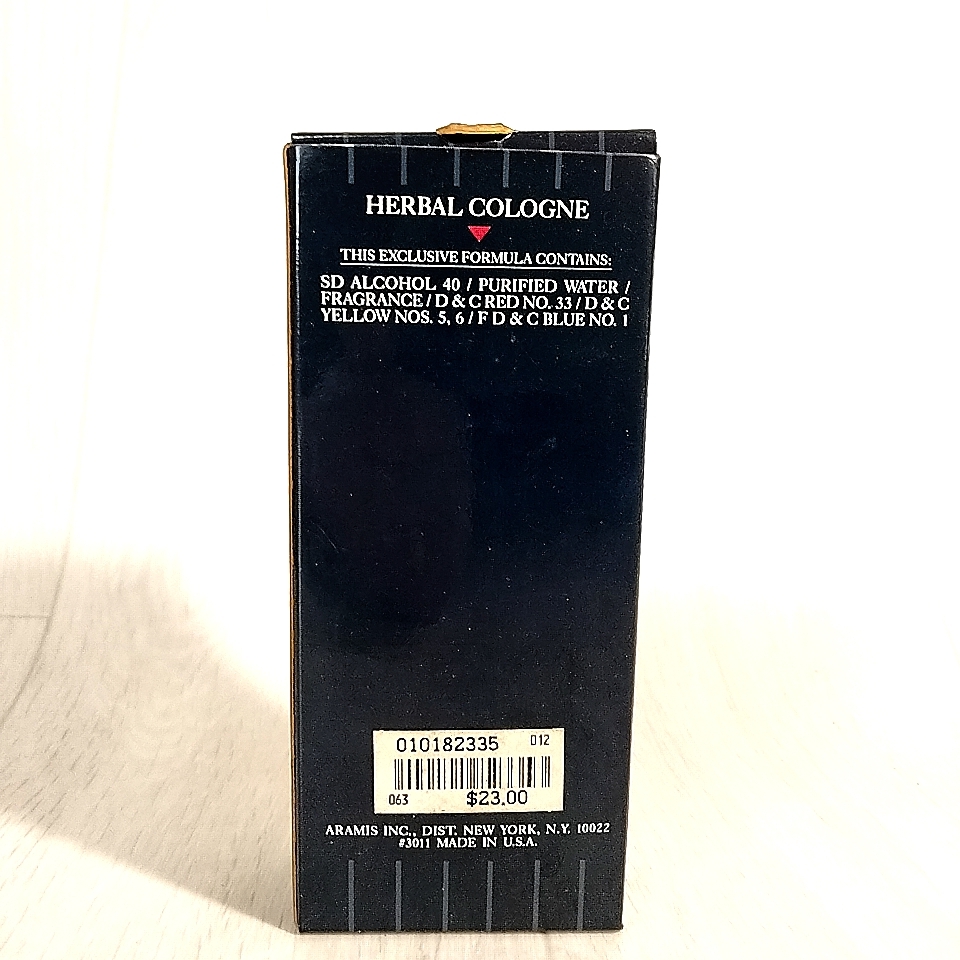 HERBAL COLOGNE
THIS EXCLUSIVE FORMULA CONTAINS:
SD ALCOHOL 40 / PURIFIED WATER /
FRAGRANCE / D & C RED NO. 33 / D & C
YELLOW NOS. 5, 6 / F D & C BLUE NO. 1
010182335 012
063 $23.00
ARAMIS INC., DIST. NEW YORK, N.Y. 10022
#3011 MADE IN U.S.A.